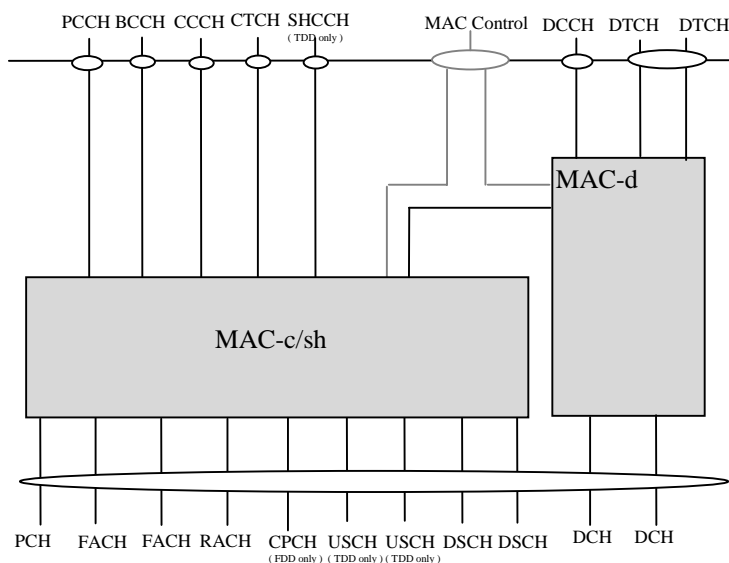 PCCH BCCH CCCH CTCH SHCCH MAC Control DCCH DTCH DTCH
( TDD only )
MAC-d
MAC-c/sh
PCH FACH FACH RACH CPCH USCH USCH DSCH DSCH DCH DCH
( FDD only ) ( TDD only ) ( TDD only )